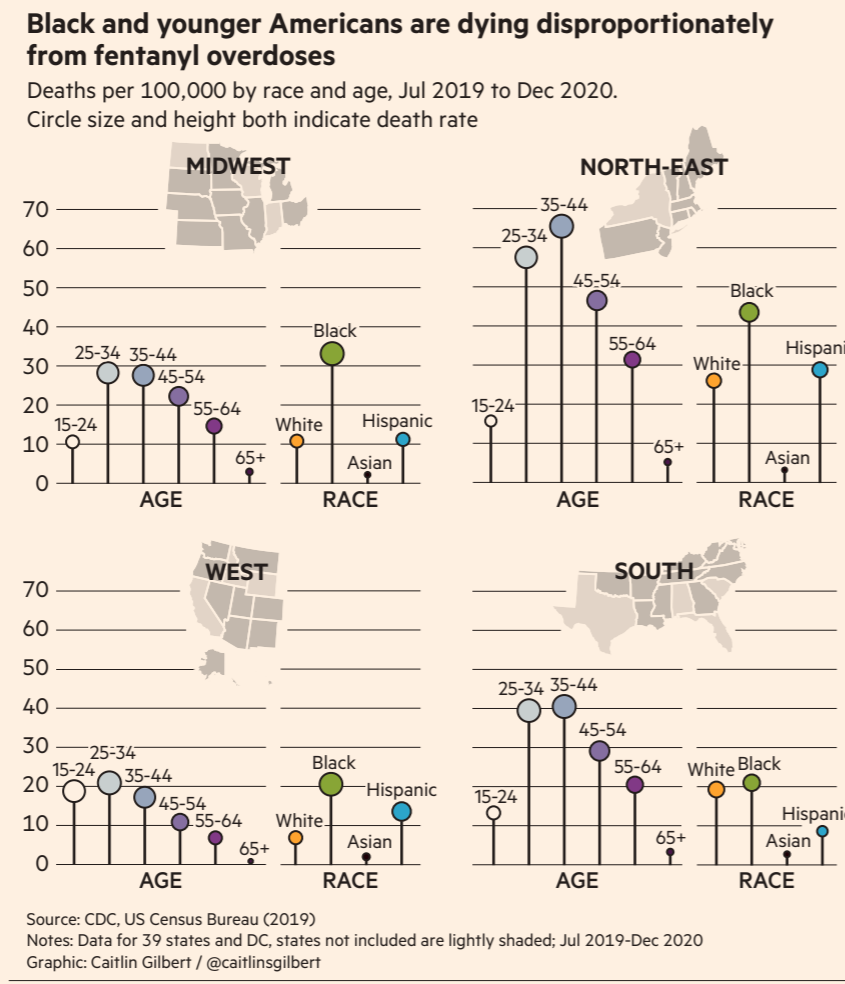 Black and younger Americans are dying disproportionately
from fentanyl overdoses
Deaths per 100,000 by race and age, Jul 2019 to Dec 2020.
Circle size and height both indicate death rate
MIDWEST
70
60
50
40
30
20
10
0
15-24
25-34
35-44
45-54
55-64
65+
AGE
White
Black
Asian
Hispanic
RACE
NORTH-EAST
15-24
25-34
35-44
45-54
55-64
65+
AGE
White
Black
Asian
Hispani
RACE
WEST
70
60
50
40
30
20
10
0
15-24
25-34
35-44
45-54
55-64
65+
AGE
White
Black
Asian
Hispanic
RACE
SOUTH
15-24
25-34
35-44
45-54
55-64
65+
AGE
White
Black
Asian
Hispani
RACE
Source: CDC, US Census Bureau (2019)
Notes: Data for 39 states and DC, states not included are lightly shaded; Jul 2019-Dec 2020
Graphic: Caitlin Gilbert / @caitlinsgilbert